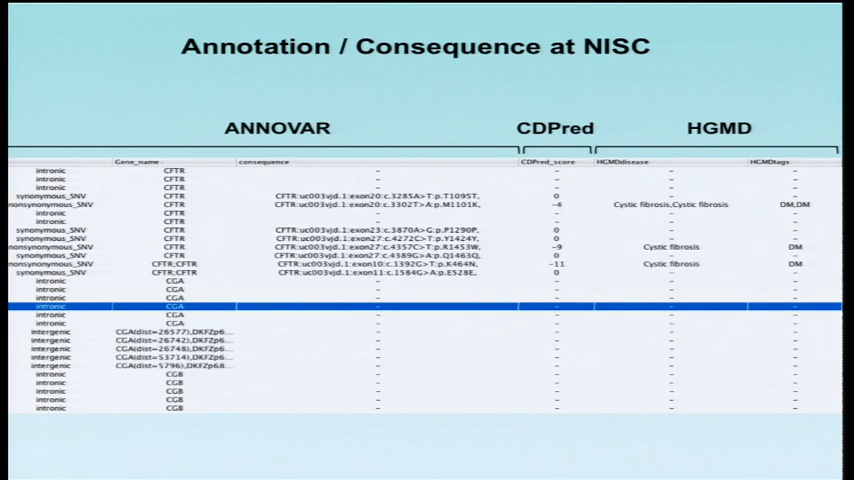 Annotation / Consequence at NISC
ANNOVAR CDPred HGMD
Gene_name consequence CDPred_score HGMDdisease HGMDtags
intronic CFTR - - - -
intronic CFTR - - - -
intronic CFTR - - - -
synonymous_SNV CFTR CFTR:uc003vjd.1:exon20:c.3285A>T:p.T1095T, 0 - -
nonsynonymous_SNV CFTR CFTR:uc003vjd.1:exon20:c.3302T>A:p.M1101K, -4 Cystic fibrosis,Cystic fibrosis DM,DM
intronic CFTR - - - -
intronic CFTR - - - -
synonymous_SNV CFTR CFTR:uc003vjd.1:exon23:c.3870A>G:p.P1290P, 0 - -
synonymous_SNV CFTR CFTR:uc003vjd.1:exon27:c.4272C>T:p.Y1424Y, 0 - -
nonsynonymous_SNV CFTR CFTR:uc003vjd.1:exon27:c.4357C>T:p.R1453W, -9 Cystic fibrosis DM
synonymous_SNV CFTR CFTR:uc003vjd.1:exon27:c.4389G>A:p.Q1463Q, 0 - -
nonsynonymous_SNV CFTR;CFTR CFTR:uc003vjd.1:exon10:c.1392G>T:p.K464N, -11 Cystic fibrosis DM
synonymous_SNV CFTR;CFTR CFTR:uc003vjd.1:exon11:c.1584G>A:p.E528E, 0 - -
intronic CGA - - - -
intronic CGA - - - -
intronic CGA - - - -
intronic CGA - - - -
intronic CGA - - - -
intronic CGA - - - -
intergenic CGA(dist=26577),DKFZp6... - - - -
intergenic CGA(dist=26742),DKFZp6... - - - -
intergenic CGA(dist=26748),DKFZp6... - - - -
intergenic CGA(dist=53714),DKFZp6... - - - -
intergenic CGA(dist=5796),DKFZp68... - - - -
intronic CGB - - - -
intronic CGB - - - -
intronic CGB - - - -
intronic CGB - - - -
intronic CGB - - - -